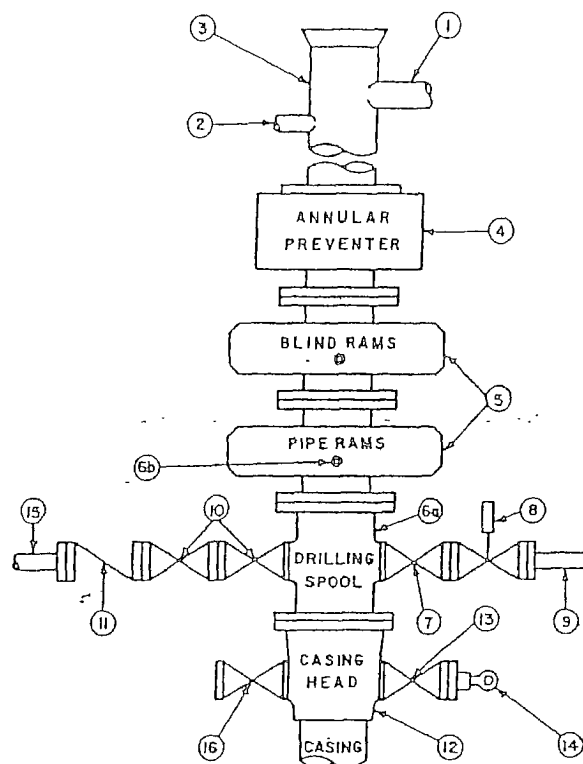 1
3
2
ANNULAR
PREVENTER
4
BLIND RAMS
5
PIPE RAMS
6b
15
10
6a
8
DRILLING
SPOOL
11
7
13
9
CASING
HEAD
16
12
14
CASING